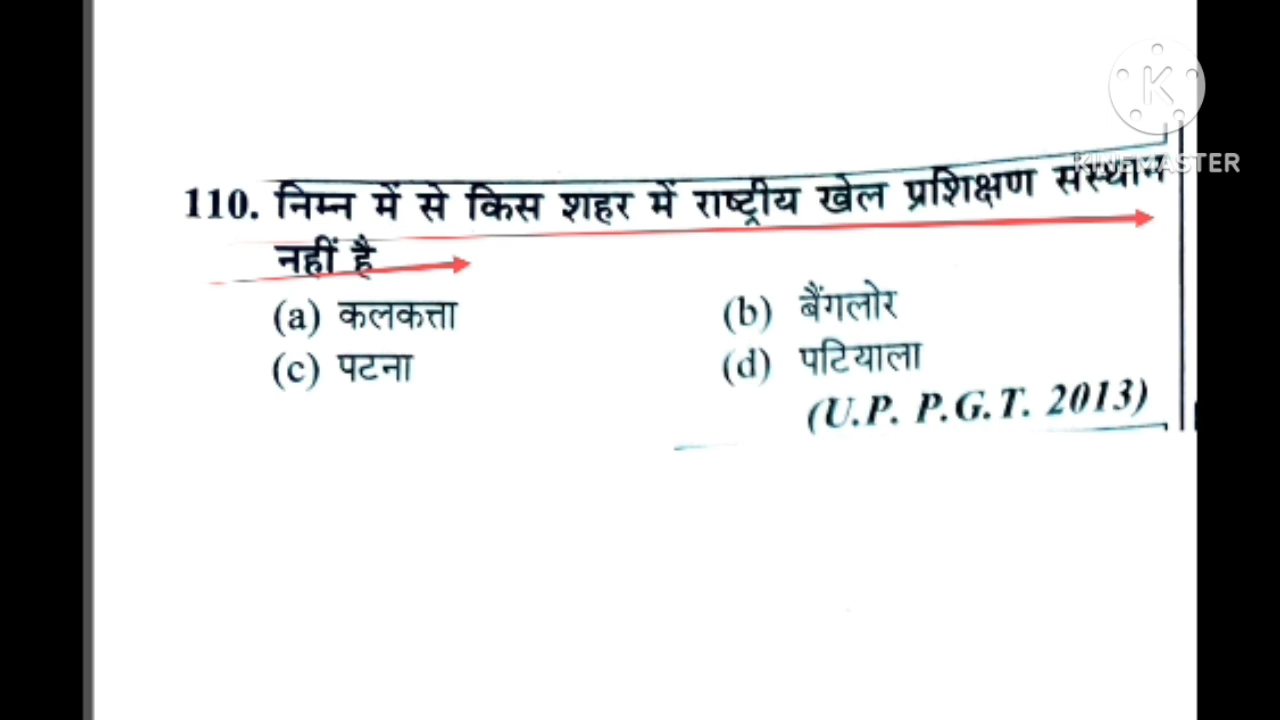 KINEMASTER
110. निम्न में से किस शहर में राष्ट्रीय खेल प्रशिक्षण संस्थान
नहीं है
(a) कलकत्ता (b) बैंगलोर
(c) पटना (d) पटियाला
(U.P. P.G.T. 2013)